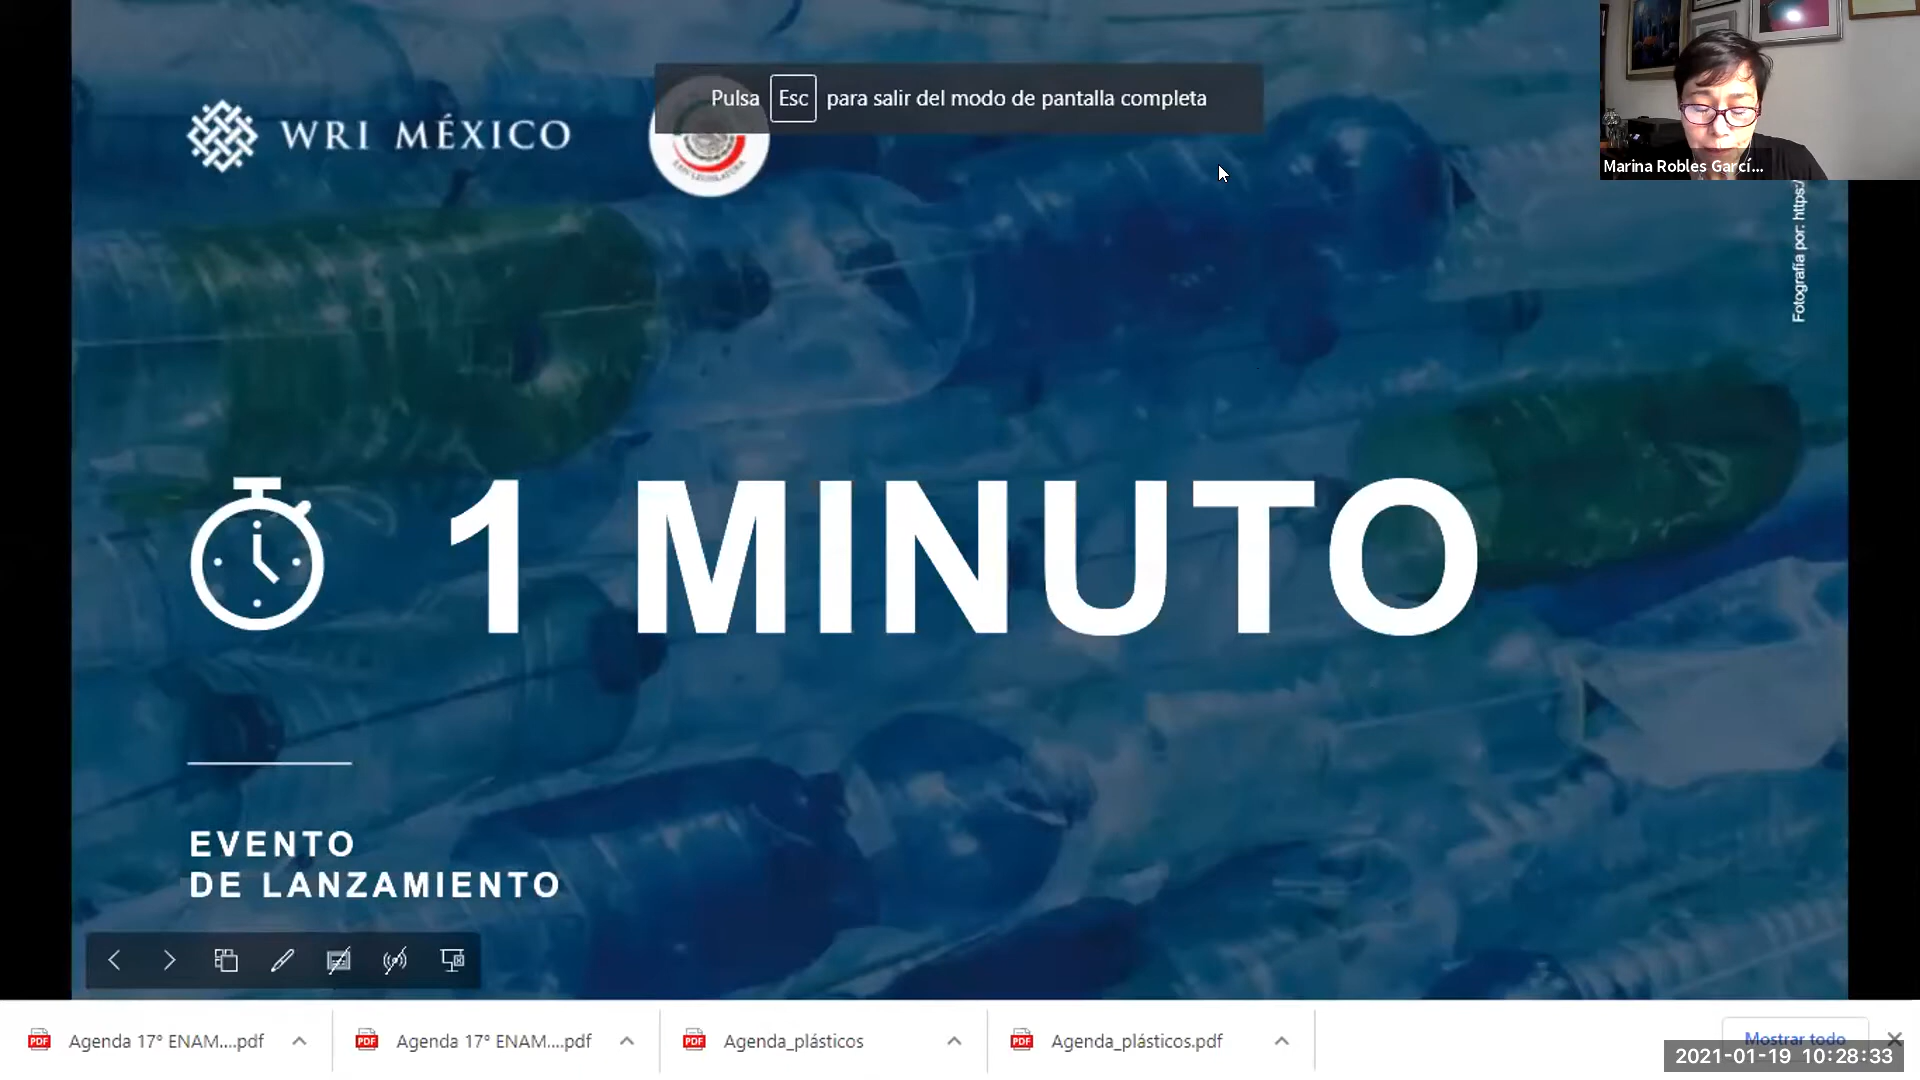 WRI MÉXICO
Pulsa Esc para salir del modo de pantalla completa
LXIV LEGISLATURA
Marina Robles Garcí...
Fotografía por: https:/
1 MINUTO
EVENTO
DE LANZAMIENTO
Agenda 17° ENAM....pdf
Agenda 17° ENAM....pdf
Agenda_plásticos
Agenda_plásticos.pdf
Mostrar todo
2021-01-19 10:28:33